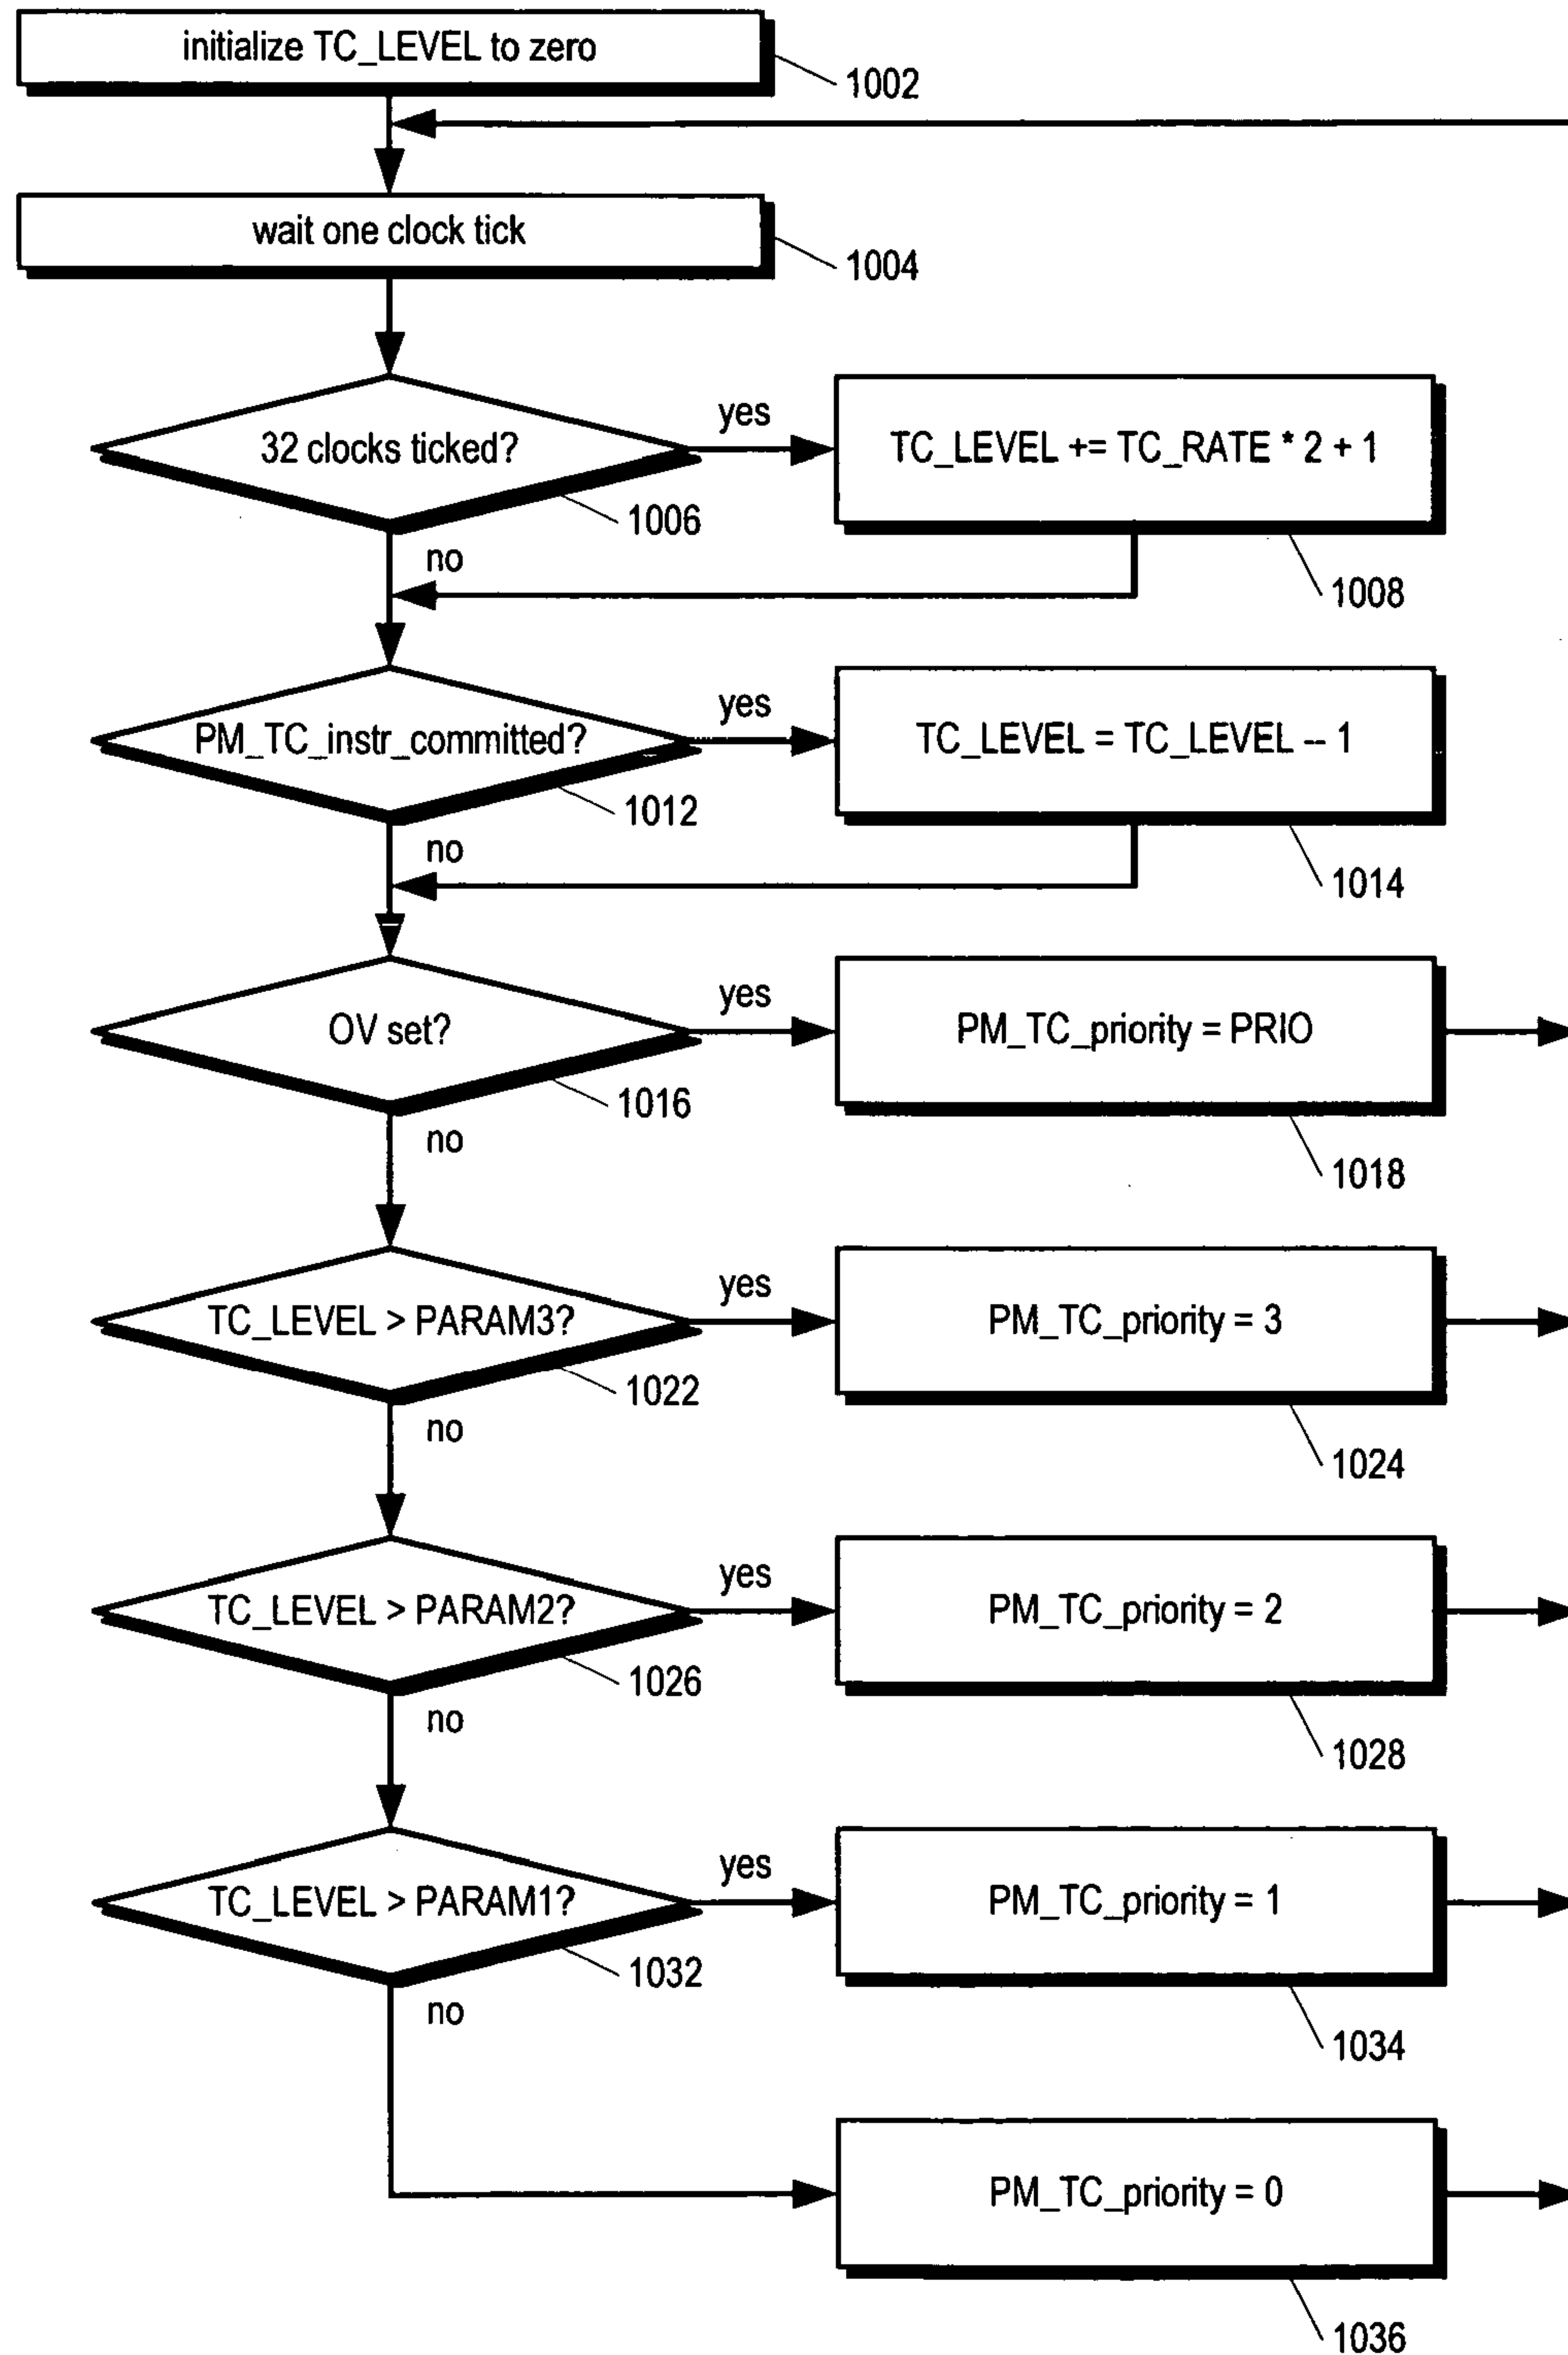 initialize TC_LEVEL to zero
1002
wait one clock tick
1004
32 clocks ticked?
yes
TC_LEVEL += TC_RATE * 2 + 1
1006
no
1008
PM_TC_instr_committed?
yes
TC_LEVEL = TC_LEVEL – 1
1012
no
1014
OV set?
yes
PM_TC_priority = PRIO
1016
no
1018
TC_LEVEL > PARAM3?
yes
PM_TC_priority = 3
1022
no
1024
TC_LEVEL > PARAM2?
yes
PM_TC_priority = 2
1026
no
1028
TC_LEVEL > PARAM1?
yes
PM_TC_priority = 1
1032
no
1034
PM_TC_priority = 0
1036